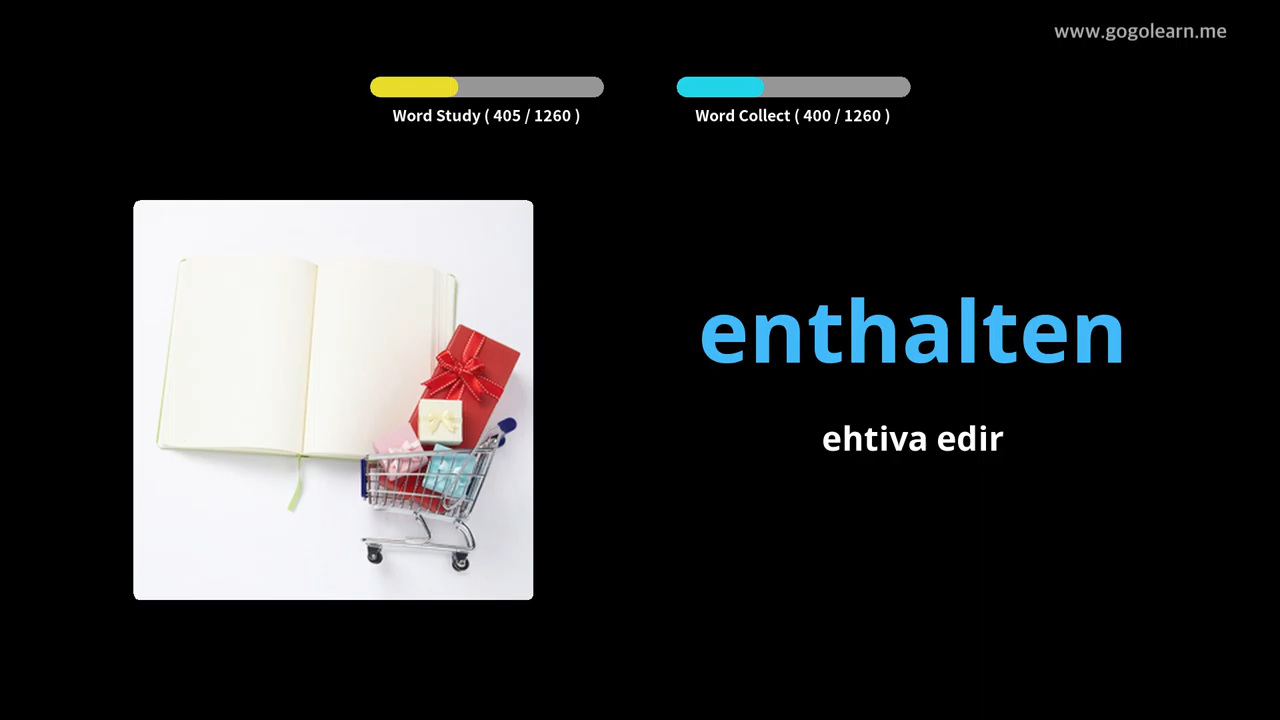 www.gogolearn.me
Word Study ( 405 / 1260 )
Word Collect ( 400 / 1260 )
enthalten
ehtiva edir